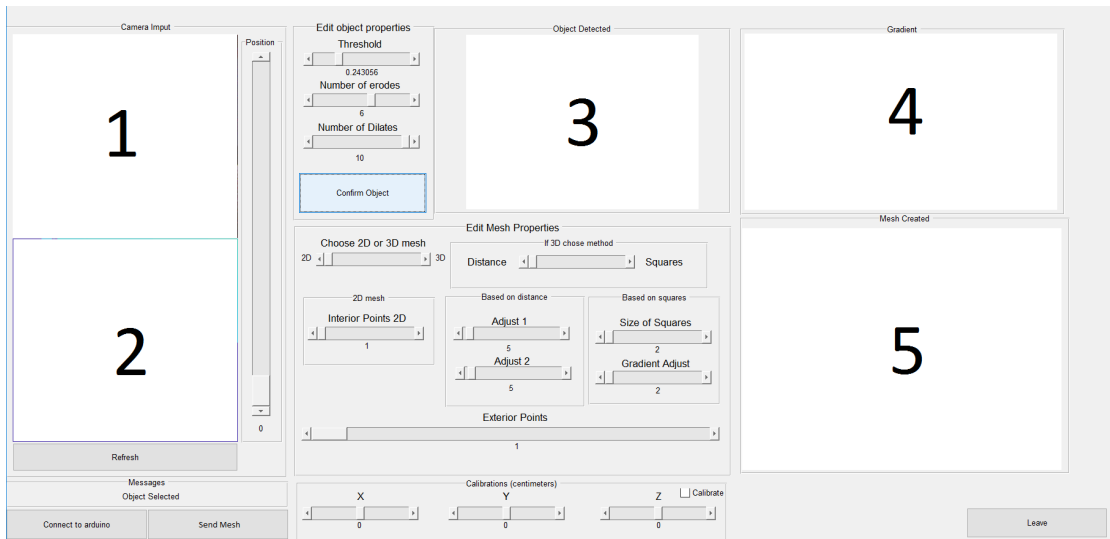 Camera Imput
1
2
Position
0
Refresh
Messages
Object Selected
Connect to arduino
Send Mesh
Edit object properties
Threshold
0.243056
Number of erodes
6
Number of Dilates
10
Confirm Object
Object Detected
3
Gradient
4
Edit Mesh Properties
Choose 2D or 3D mesh
2D
3D
If 3D chose method
Distance
Squares
2D mesh
Interior Points 2D
1
Based on distance
Adjust 1
5
Adjust 2
5
Based on squares
Size of Squares
2
Gradient Adjust
2
Exterior Points
1
Mesh Created
5
Calibrations (centimeters)
X
0
Y
0
Z
0
Calibrate
Leave